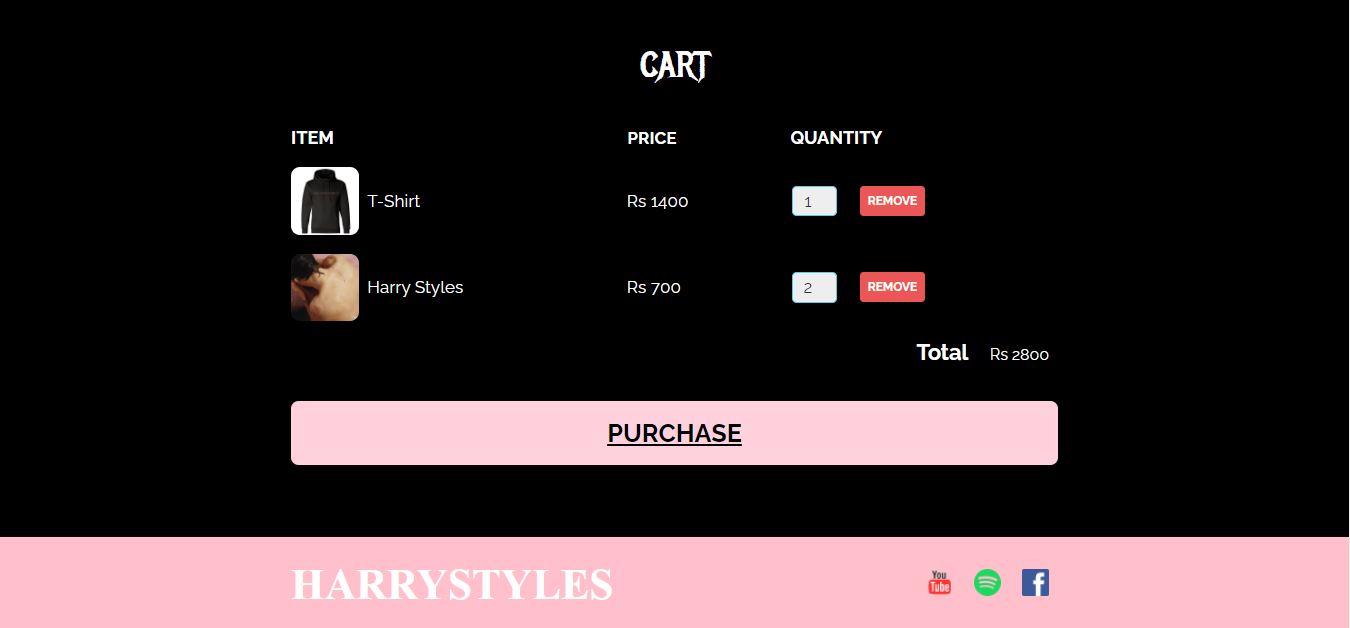 CART
ITEM PRICE QUANTITY
T-Shirt Rs 1400 1 REMOVE
Harry Styles Rs 700 2 REMOVE
Total Rs 2800
PURCHASE
HARRYSTYLES You Tube